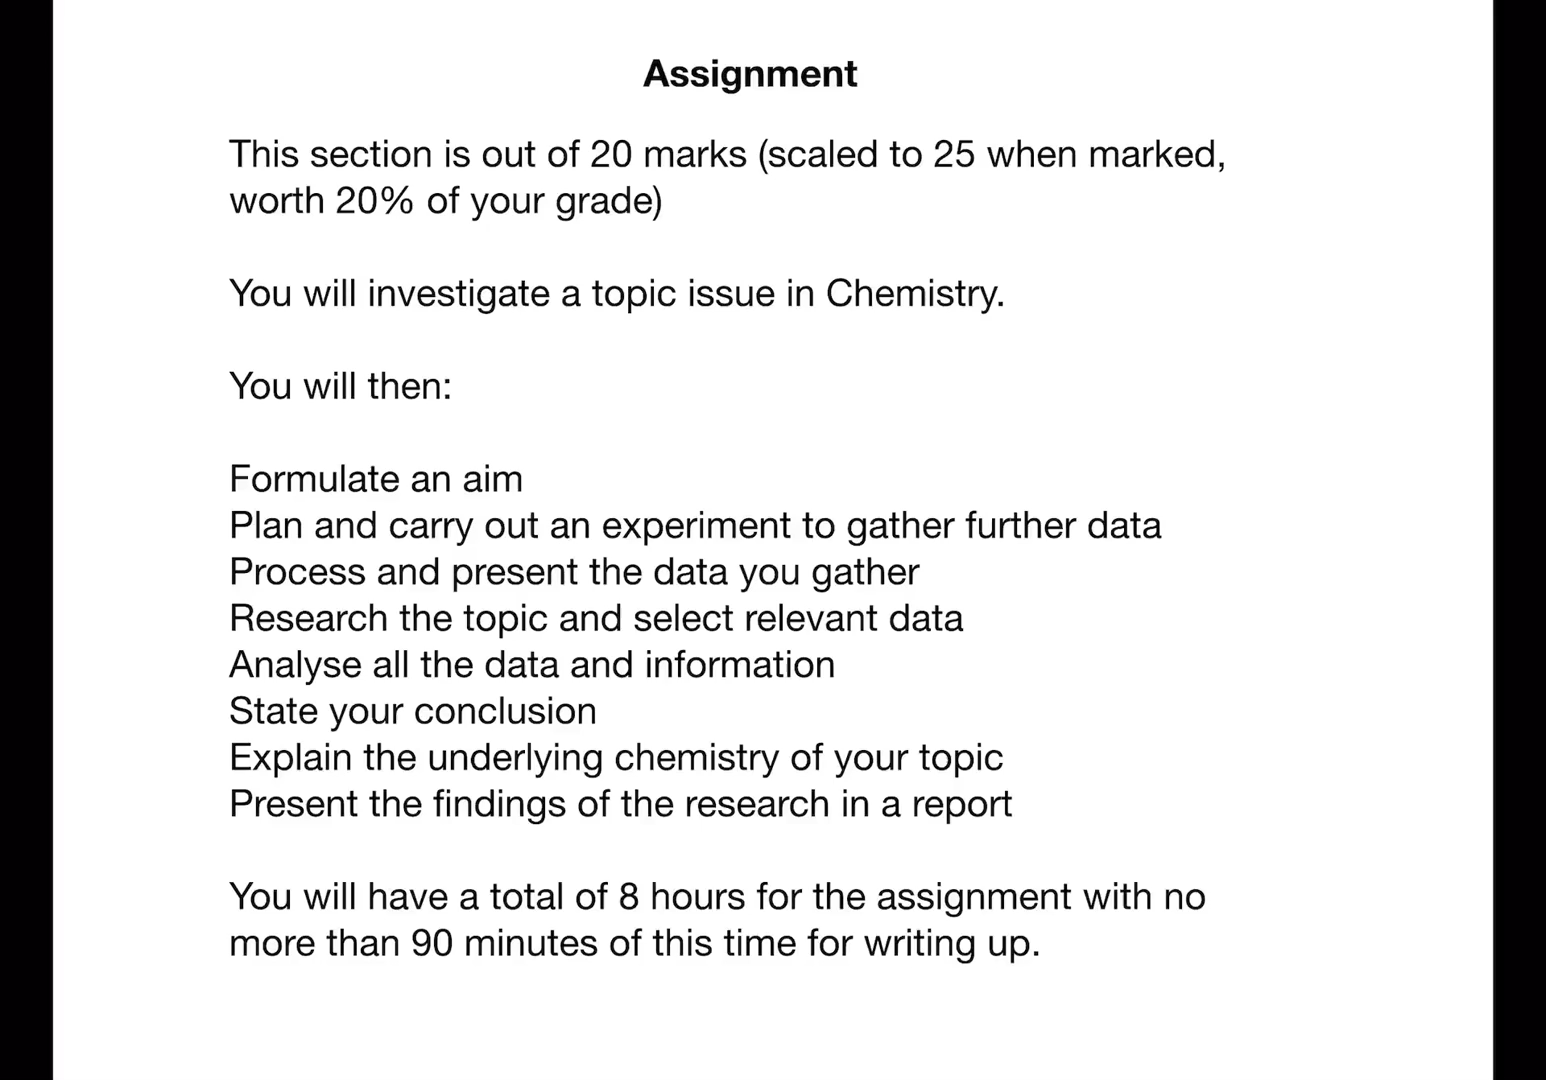 Assignment
This section is out of 20 marks (scaled to 25 when marked,
worth 20% of your grade)
You will investigate a topic issue in Chemistry.
You will then:
Formulate an aim
Plan and carry out an experiment to gather further data
Process and present the data you gather
Research the topic and select relevant data
Analyse all the data and information
State your conclusion
Explain the underlying chemistry of your topic
Present the findings of the research in a report
You will have a total of 8 hours for the assignment with no
more than 90 minutes of this time for writing up.